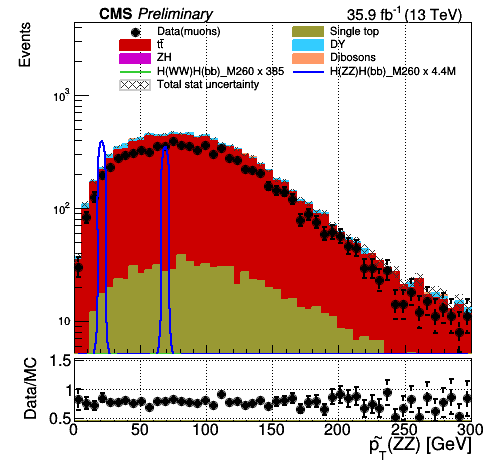 CMS Preliminary 35.9 fb⁻¹ (13 TeV)
Data(muons) Single top
tt̄ DY
ZH Dibosons
H(WW)H(bb)_M260 x 385 H(ZZ)H(bb)_M260 x 4.4M
Total stat uncertainty
Events
10³
10²
10
Data/MC
1.5
1
0.5
0 50 100 150 200 250 300
p̃_T(ZZ) [GeV]